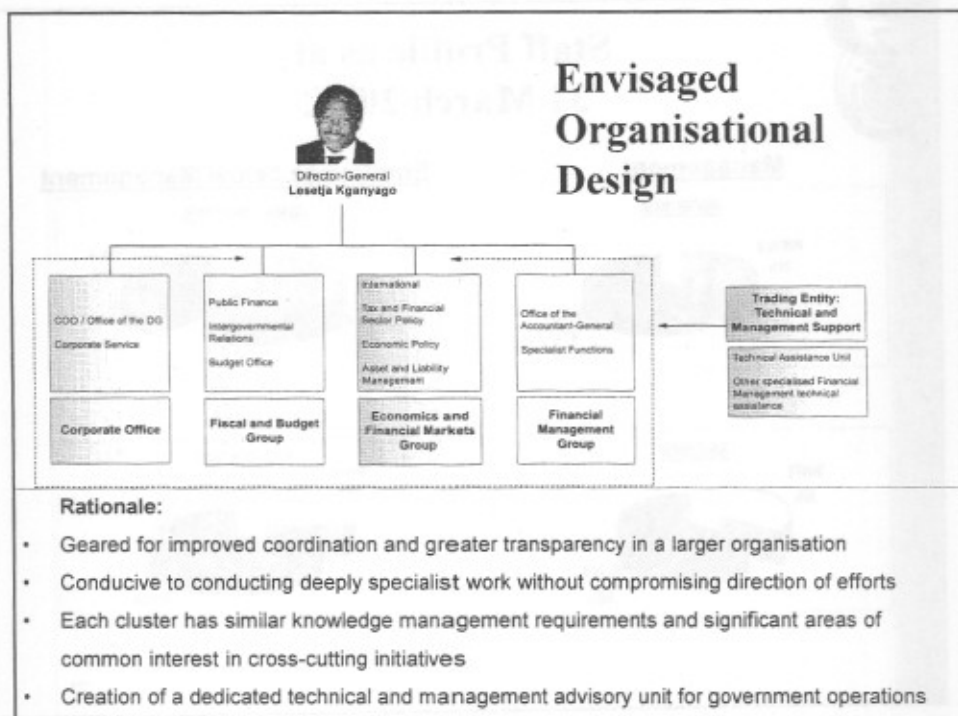 Envisaged
Organisational
Design
Director-General
Lesetja Kganyago
COO / Office of the DG
Corporate Service
Corporate Office
Public Finance
Intergovernmental
Relations
Budget Office
Fiscal and Budget
Group
International
Tax and Financial
Sector Policy
Economic Policy
Asset and Liability
Management
Economics and
Financial Markets
Group
Office of the
Accountant-General
Specialist Functions
Financial
Management
Group
Trading Entity:
Technical and
Management Support
Technical Assistance Unit
Other specialised Financial
Management technical
assistence
Rationale:
• Geared for improved coordination and greater transparency in a larger organisation
• Conducive to conducting deeply specialist work without compromising direction of efforts
• Each cluster has similar knowledge management requirements and significant areas of
common interest in cross-cutting initiatives
• Creation of a dedicated technical and management advisory unit for government operations